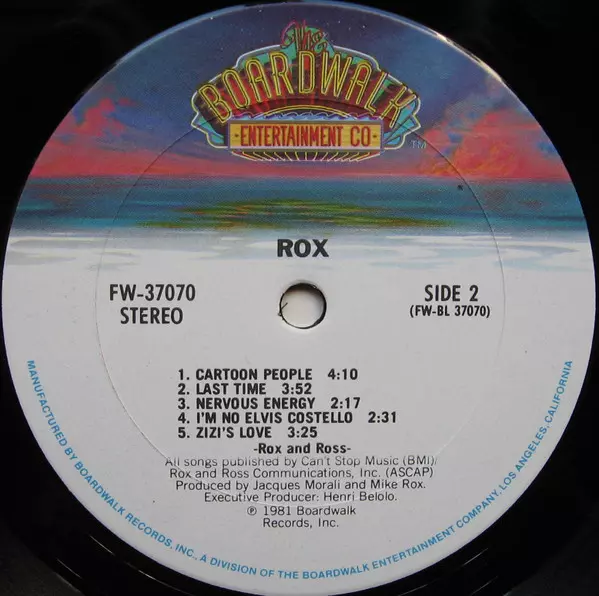 The
BOARDWALK
-ENTERTAINMENT CO-
TM
ROX
FW-37070
STEREO
SIDE 2
(FW-BL 37070)
1. CARTOON PEOPLE 4:10
2. LAST TIME 3:52
3. NERVOUS ENERGY 2:17
4. I'M NO ELVIS COSTELLO 2:31
5. ZIZI'S LOVE 3:25
-Rox and Ross-
All songs published by Can't Stop Music (BMI)
Rox and Ross Communications, Inc. (ASCAP)
Produced by Jacques Morali and Mike Rox.
Executive Producer: Henri Belolo.
℗ 1981 Boardwalk
Records, Inc.
MANUFACTURED BY BOARDWALK RECORDS, INC., A DIVISION OF THE BOARDWALK ENTERTAINMENT COMPANY, LOS ANGELES, CALIFORNIA